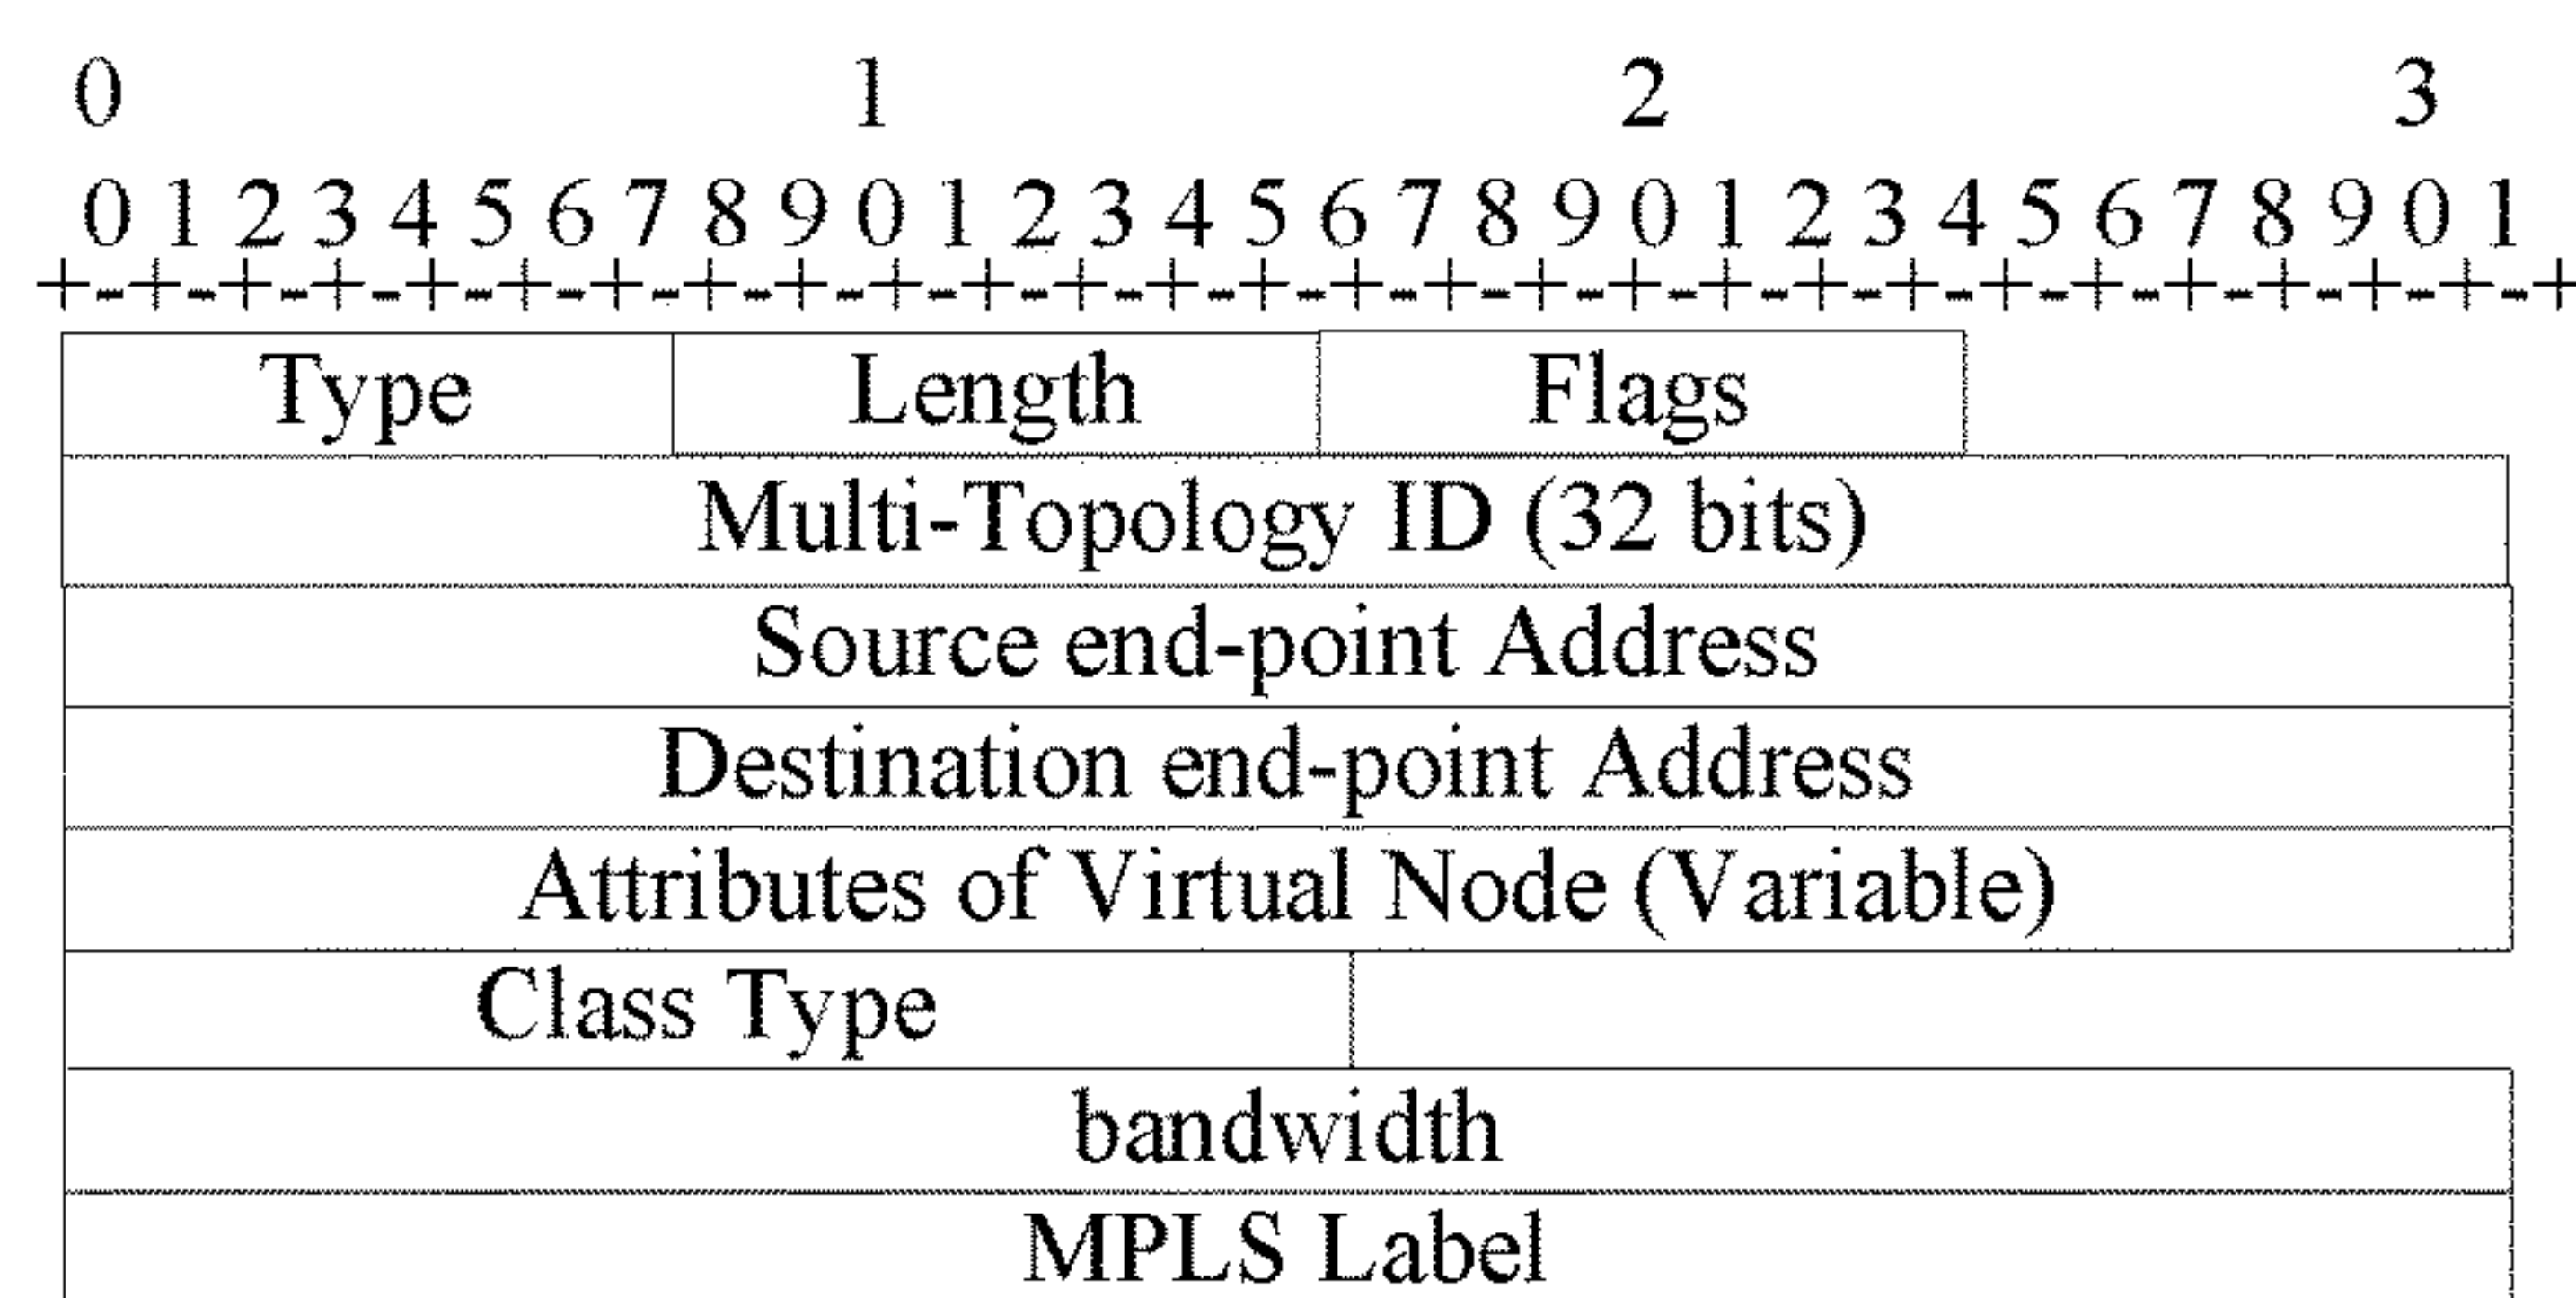 0 1 2 3
0 1 2 3 4 5 6 7 8 9 0 1 2 3 4 5 6 7 8 9 0 1 2 3 4 5 6 7 8 9 0 1
+-+-+-+-+-+-+-+-+-+-+-+-+-+-+-+-+-+-+-+-+-+-+-+-+-+-+-+-+-+-+-+-+
Type Length Flags
Multi-Topology ID (32 bits)
Source end-point Address
Destination end-point Address
Attributes of Virtual Node (Variable)
Class Type
bandwidth
MPLS Label